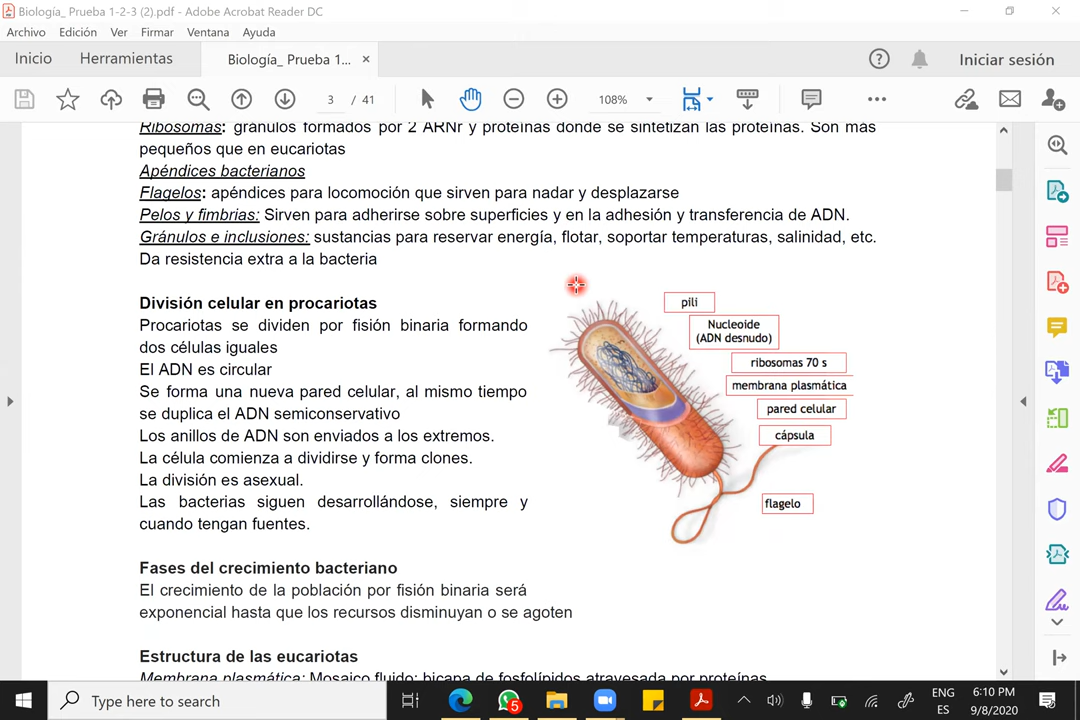 Biología_ Prueba 1-2-3 (2).pdf - Adobe Acrobat Reader DC
Archivo Edición Ver Firmar Ventana Ayuda
Inicio Herramientas Biología_ Prueba 1... × Iniciar sesión
3 / 41 108%
Ribosomas: gránulos formados por 2 ARNr y proteínas donde se sintetizan las proteínas. Son más
pequeños que en eucariotas
Apéndices bacterianos
Flagelos: apéndices para locomoción que sirven para nadar y desplazarse
Pelos y fimbrias: Sirven para adherirse sobre superficies y en la adhesión y transferencia de ADN.
Gránulos e inclusiones: sustancias para reservar energía, flotar, soportar temperaturas, salinidad, etc.
Da resistencia extra a la bacteria
División celular en procariotas
Procariotas se dividen por fisión binaria formando
dos células iguales
El ADN es circular
Se forma una nueva pared celular, al mismo tiempo
se duplica el ADN semiconservativo
Los anillos de ADN son enviados a los extremos.
La célula comienza a dividirse y forma clones.
La división es asexual.
Las bacterias siguen desarrollándose, siempre y
cuando tengan fuentes.
pili
Nucleoide
(ADN desnudo)
ribosomas 70 s
membrana plasmática
pared celular
cápsula
flagelo
Fases del crecimiento bacteriano
El crecimiento de la población por fisión binaria será
exponencial hasta que los recursos disminuyan o se agoten
Estructura de las eucariotas
Membrana plasmática: Mosaico fluido: bicapa de fosfolípidos atravesada por proteínas
Type here to search
5
ENG
ES
6:10 PM
9/8/2020